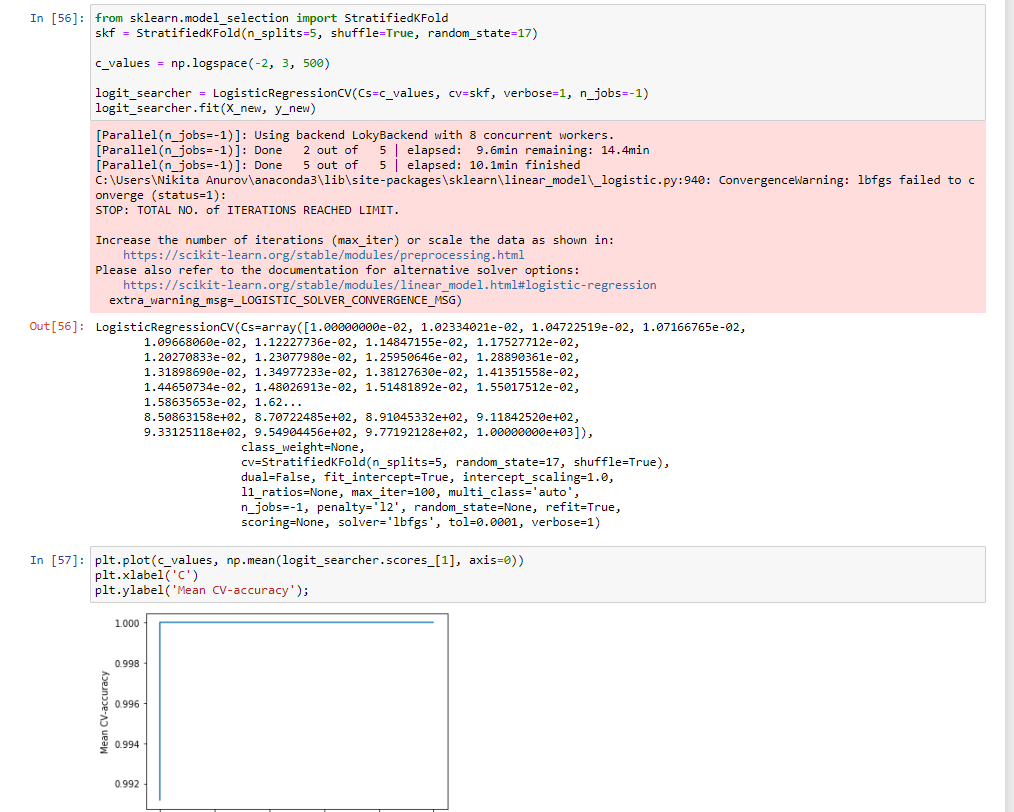 In [56]: from sklearn.model_selection import StratifiedKFold
skf = StratifiedKFold(n_splits=5, shuffle=True, random_state=17)
c_values = np.logspace(-2, 3, 500)
logit_searcher = LogisticRegressionCV(Cs=c_values, cv=skf, verbose=1, n_jobs=-1)
logit_searcher.fit(X_new, y_new)
[Parallel(n_jobs=-1)]: Using backend LokyBackend with 8 concurrent workers.
[Parallel(n_jobs=-1)]: Done   2 out of   5 | elapsed:  9.6min remaining: 14.4min
[Parallel(n_jobs=-1)]: Done   5 out of   5 | elapsed: 10.1min finished
C:\Users\Nikita Anurov\anaconda3\lib\site-packages\sklearn\linear_model\_logistic.py:940: ConvergenceWarning: lbfgs failed to c
onverge (status=1):
STOP: TOTAL NO. of ITERATIONS REACHED LIMIT.
Increase the number of iterations (max_iter) or scale the data as shown in:
https://scikit-learn.org/stable/modules/preprocessing.html
Please also refer to the documentation for alternative solver options:
https://scikit-learn.org/stable/modules/linear_model.html#logistic-regression
extra_warning_msg=_LOGISTIC_SOLVER_CONVERGENCE_MSG)
Out[56]: LogisticRegressionCV(Cs=array([1.00000000e-02, 1.02334021e-02, 1.04722519e-02, 1.07166765e-02,
1.09668060e-02, 1.12227736e-02, 1.14847155e-02, 1.17527712e-02,
1.20270833e-02, 1.23077980e-02, 1.25950646e-02, 1.28890361e-02,
1.31898690e-02, 1.34977233e-02, 1.38127630e-02, 1.41351558e-02,
1.44650734e-02, 1.48026913e-02, 1.51481892e-02, 1.55017512e-02,
1.58635653e-02, 1.62...
8.50863158e+02, 8.70722485e+02, 8.91045332e+02, 9.11842520e+02,
9.33125118e+02, 9.54904456e+02, 9.77192128e+02, 1.00000000e+03]),
class_weight=None,
cv=StratifiedKFold(n_splits=5, random_state=17, shuffle=True),
dual=False, fit_intercept=True, intercept_scaling=1.0,
l1_ratios=None, max_iter=100, multi_class='auto',
n_jobs=-1, penalty='l2', random_state=None, refit=True,
scoring=None, solver='lbfgs', tol=0.0001, verbose=1)
In [57]: plt.plot(c_values, np.mean(logit_searcher.scores_[1], axis=0))
plt.xlabel('C')
plt.ylabel('Mean CV-accuracy');
1.000
0.998
0.996
0.994
0.992
Mean CV-accuracy